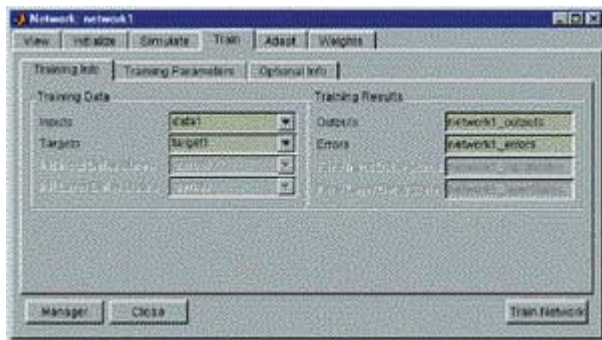 Network: network1
View Initialize Simulate Train Adapt Weights
Training Info Training Parameters Optional Info
Training Data
Inputs data1
Targets target1
Training Results
Outputs network1_outputs
Errors network1_errors
Manager Close Train Network